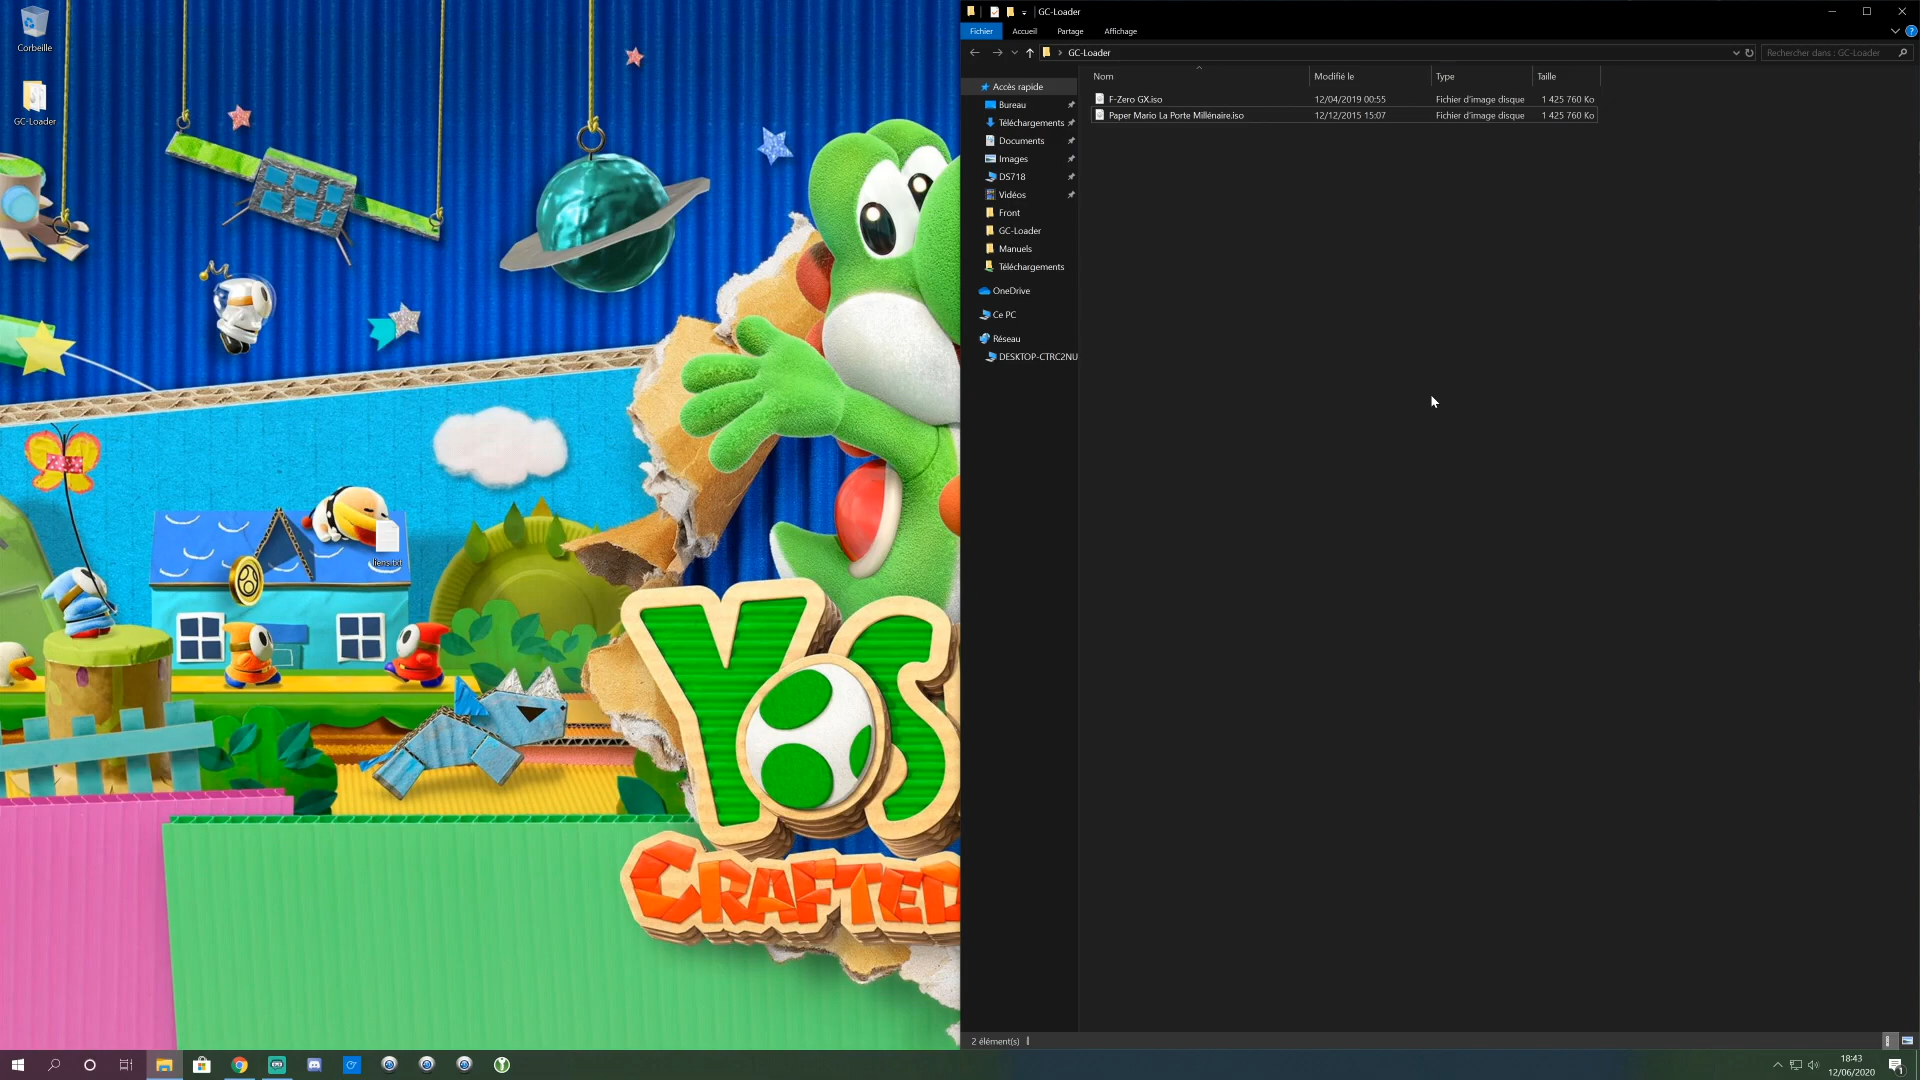 Corbeille
GC-Loader
liens.txt
YOS
CRAFTED
GC-Loader
Fichier
Accueil
Partage
Affichage
GC-Loader
Rechercher dans : GC-Loader
Nom
Modifié le
Type
Taille
F-Zero GX.iso
12/04/2019 00:55
Fichier d'image disque
1 425 760 Ko
Paper Mario La Porte Millénaire.iso
12/12/2015 15:07
Fichier d'image disque
1 425 760 Ko
Accès rapide
Bureau
Téléchargements
Documents
Images
DS718
Vidéos
Front
GC-Loader
Manuels
Téléchargements
OneDrive
Ce PC
Réseau
DESKTOP-CTRC2NU
2 élément(s)
18:43
12/06/2020
1